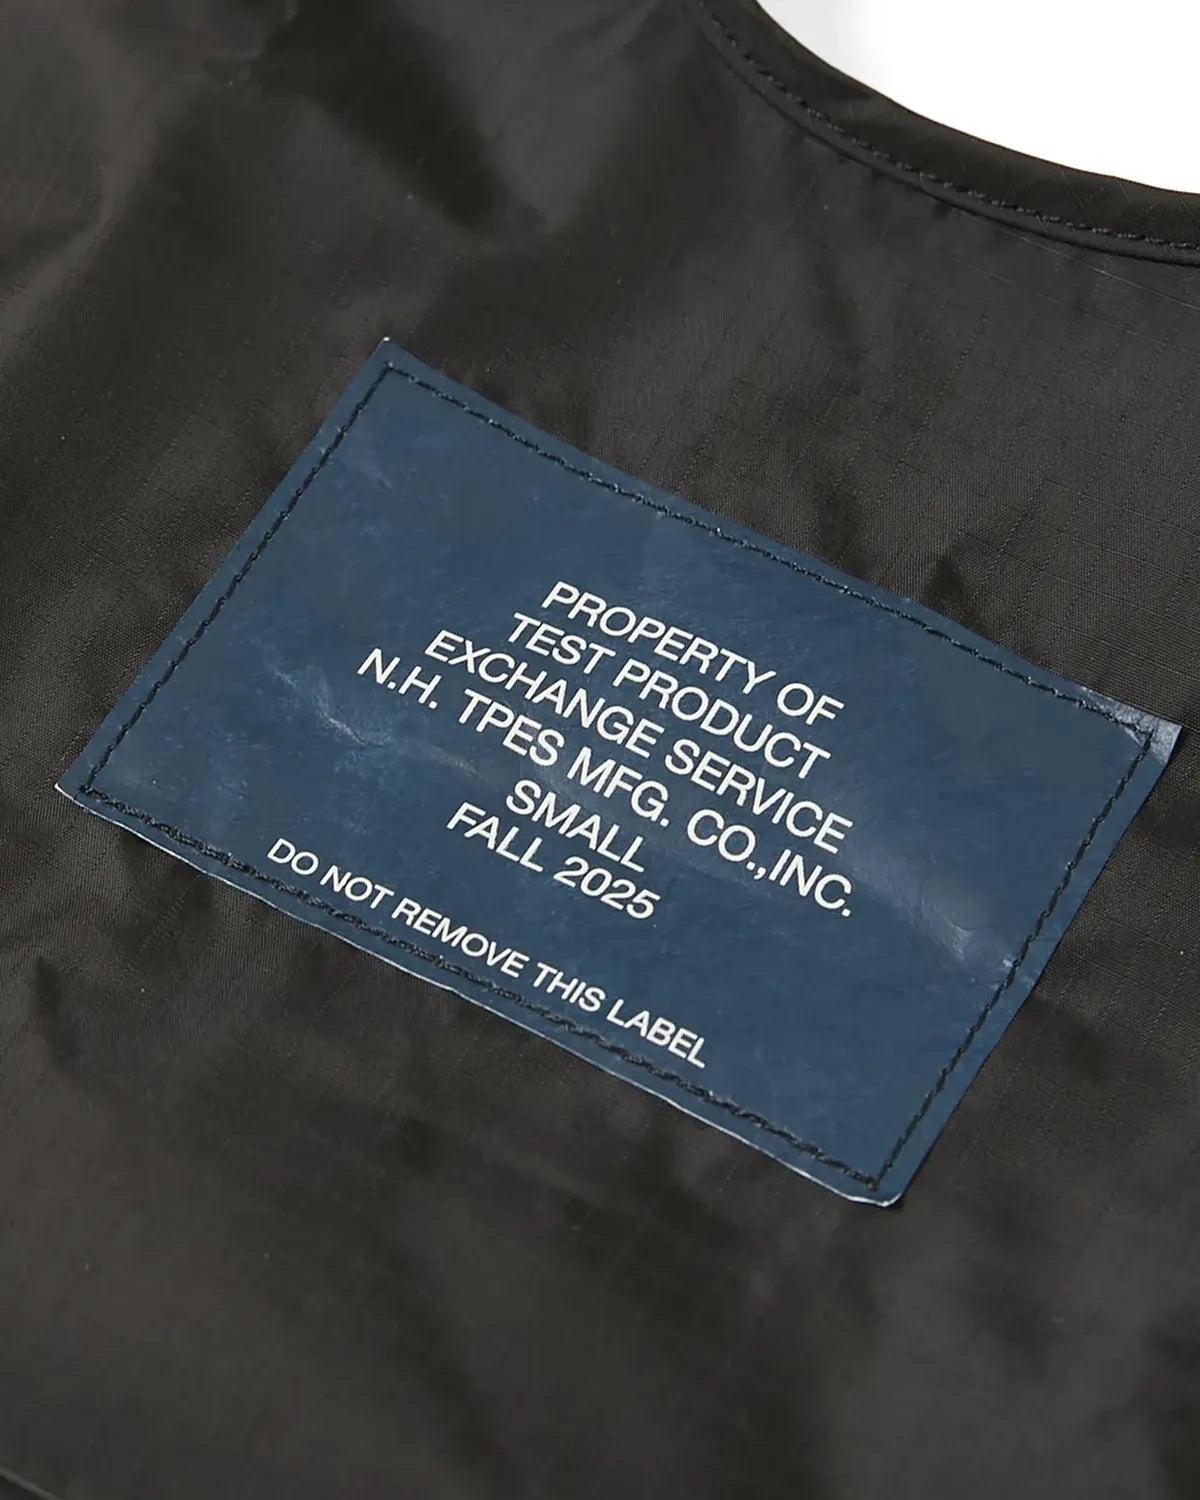 PROPERTY OF
TEST PRODUCT
EXCHANGE SERVICE
N.H. TPES MFG. CO.,INC.
SMALL
FALL 2025
DO NOT REMOVE THIS LABEL